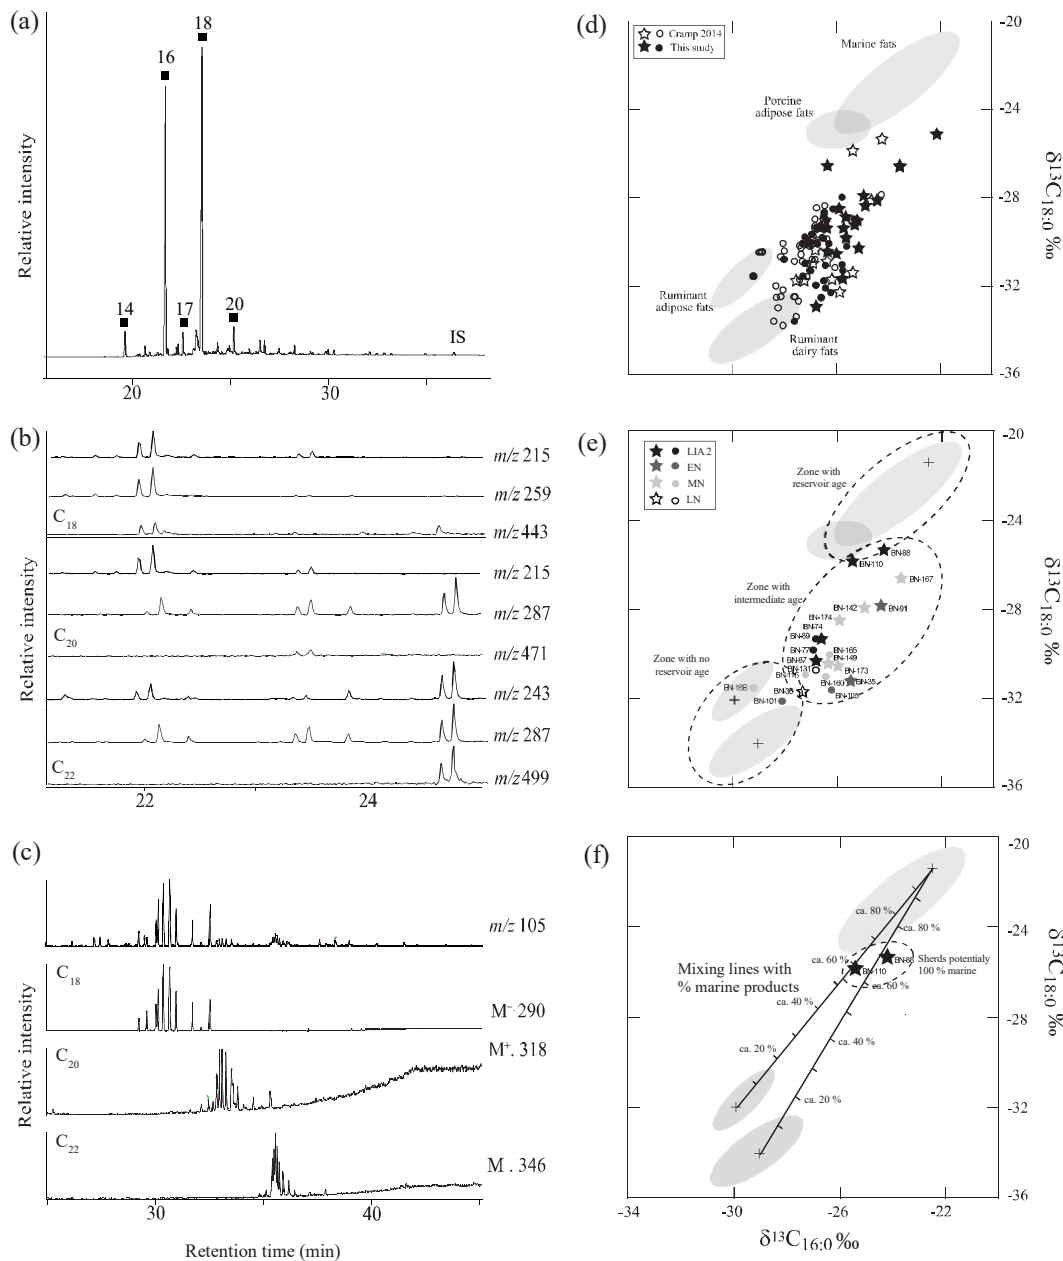 (a)
Relative intensity
14
16
17
18
20
IS
20
30
(b)
Relative intensity
m/z 215
m/z 259
C18
m/z 443
m/z 215
m/z 287
C20
m/z 471
m/z 243
m/z 287
C22
m/z 499
22
24
(c)
Relative intensity
m/z 105
C18
M⁻· 290
C20
M⁺. 318
C22
M . 346
30
40
Retention time (min)
(d)
Cramp 2014
This study
Marine fats
Porcine
adipose fats
Ruminant
adipose fats
Ruminant
dairy fats
-20
-24
-28
-32
-36
δ¹³C18:0 ‰
(e)
LIA 2
EN
MN
LN
Zone with
reservoir age
Zone with
intermediate age
Zone with no
reservoir age
BN-88
BN-110
BN-167
BN-142
BN-91
BN-174
BN-74
BN-89
BN-77
BN-165
BN-87
BN-149
BN-131
BN-173
BN-160
BN-35
BN-101
-20
-24
-28
-32
-36
δ¹³C18:0 ‰
(f)
ca. 80 %
ca. 80 %
ca. 60 %
BN-88
BN-110
Sherds potentialy
100 % marine
Mixing lines with
% marine products
ca. 60 %
ca. 40 %
ca. 40 %
ca. 20 %
ca. 20 %
-20
-24
-28
-32
-36
δ¹³C18:0 ‰
-34
-30
-26
-22
δ¹³C16:0 ‰